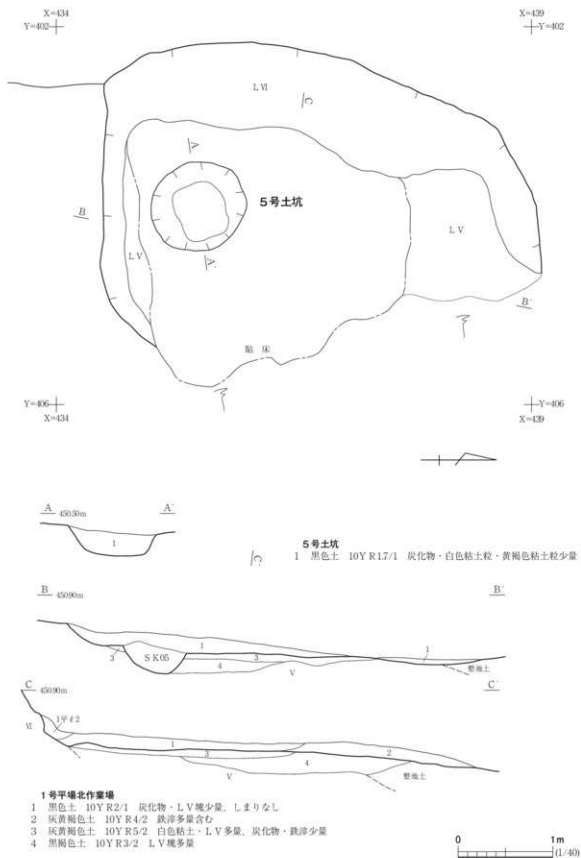 X=434
Y=402
X=439
Y=402
LⅥ
C
A
5号土坑
B
LⅤ
LⅤ
A´
B´
貼床
Y=406
X=434
Y=406
X=439
A 450.50m A´
1
C´
5号土坑
1 黒色土 10YR1.7/1 炭化物・白色粘土粒・黄褐色粘土粒少量
B 450.90m B´
1
3
SK05
3
4
Ⅴ
1
整地土
C 450.90m C´
Ⅵ
1平ℓ2
1
3
2
4
Ⅴ
整地土
1号平場北作業場
1 黒色土 10YR2/1 炭化物・LⅤ塊少量、しまりなし
2 灰黄褐色土 10YR4/2 鉄滓多量含む
3 灰黄褐色土 10YR5/2 白色粘土・LⅤ多量、炭化物・鉄滓少量
4 黒褐色土 10YR3/2 LⅤ塊多量
0 1m
(1/40)